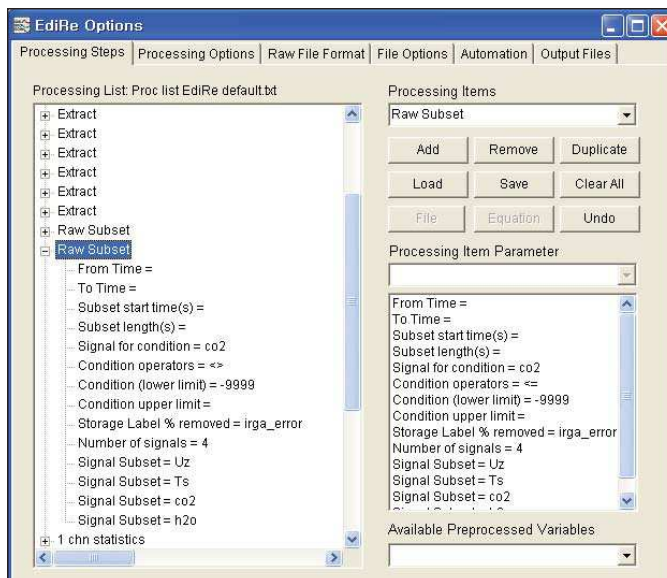 EdiRe Options
Processing Steps
Processing Options
Raw File Format
File Options
Automation
Output Files
Processing List: Proc list EdiRe default.txt
Extract
Extract
Extract
Extract
Extract
Extract
Raw Subset
Raw Subset
From Time =
To Time =
Subset start time(s) =
Subset length(s) =
Signal for condition = co2
Condition operators = <>
Condition (lower limit) = -9999
Condition upper limit =
Storage Label % removed = irga_error
Number of signals = 4
Signal Subset = Uz
Signal Subset = Ts
Signal Subset = co2
Signal Subset = h2o
1 chn statistics
Processing Items
Raw Subset
Add
Remove
Duplicate
Load
Save
Clear All
File
Equation
Undo
Processing Item Parameter
From Time =
To Time =
Subset start time(s) =
Subset length(s) =
Signal for condition = co2
Condition operators = <=
Condition (lower limit) = -9999
Condition upper limit =
Storage Label % removed = irga_error
Number of signals = 4
Signal Subset = Uz
Signal Subset = Ts
Signal Subset = co2
Available Preprocessed Variables